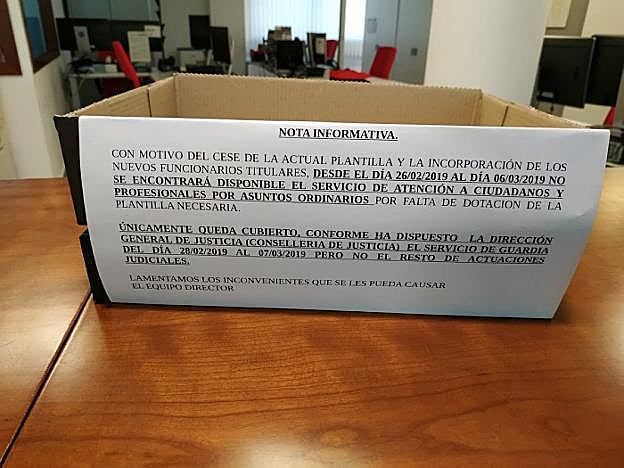 NOTA INFORMATIVA.
CON MOTIVO DEL CESE DE LA ACTUAL PLANTILLA Y LA INCORPORACIÓN DE LOS
NUEVOS FUNCIONARIOS TITULARES, DESDE EL DÍA 26/02/2019 AL DÍA 06/03/2019 NO
SE ENCONTRARÁ DISPONIBLE EL SERVICIO DE ATENCIÓN A CIUDADANOS Y
PROFESIONALES POR ASUNTOS ORDINARIOS POR FALTA DE DOTACION DE LA
PLANTILLA NECESARIA.
ÚNICAMENTE QUEDA CUBIERTO, CONFORME HA DISPUESTO LA DIRECCIÓN
GENERAL DE JUSTICIA (CONSELLERIA DE JUSTICIA) EL SERVICIO DE GUARDIA
DEL DÍA 28/02/2019 AL 07/03/2019 PERO NO EL RESTO DE ACTUACIONES
JUDICIALES.
LAMENTAMOS LOS INCONVENIENTES QUE SE LES PUEDA CAUSAR
EL EQUIPO DIRECTOR